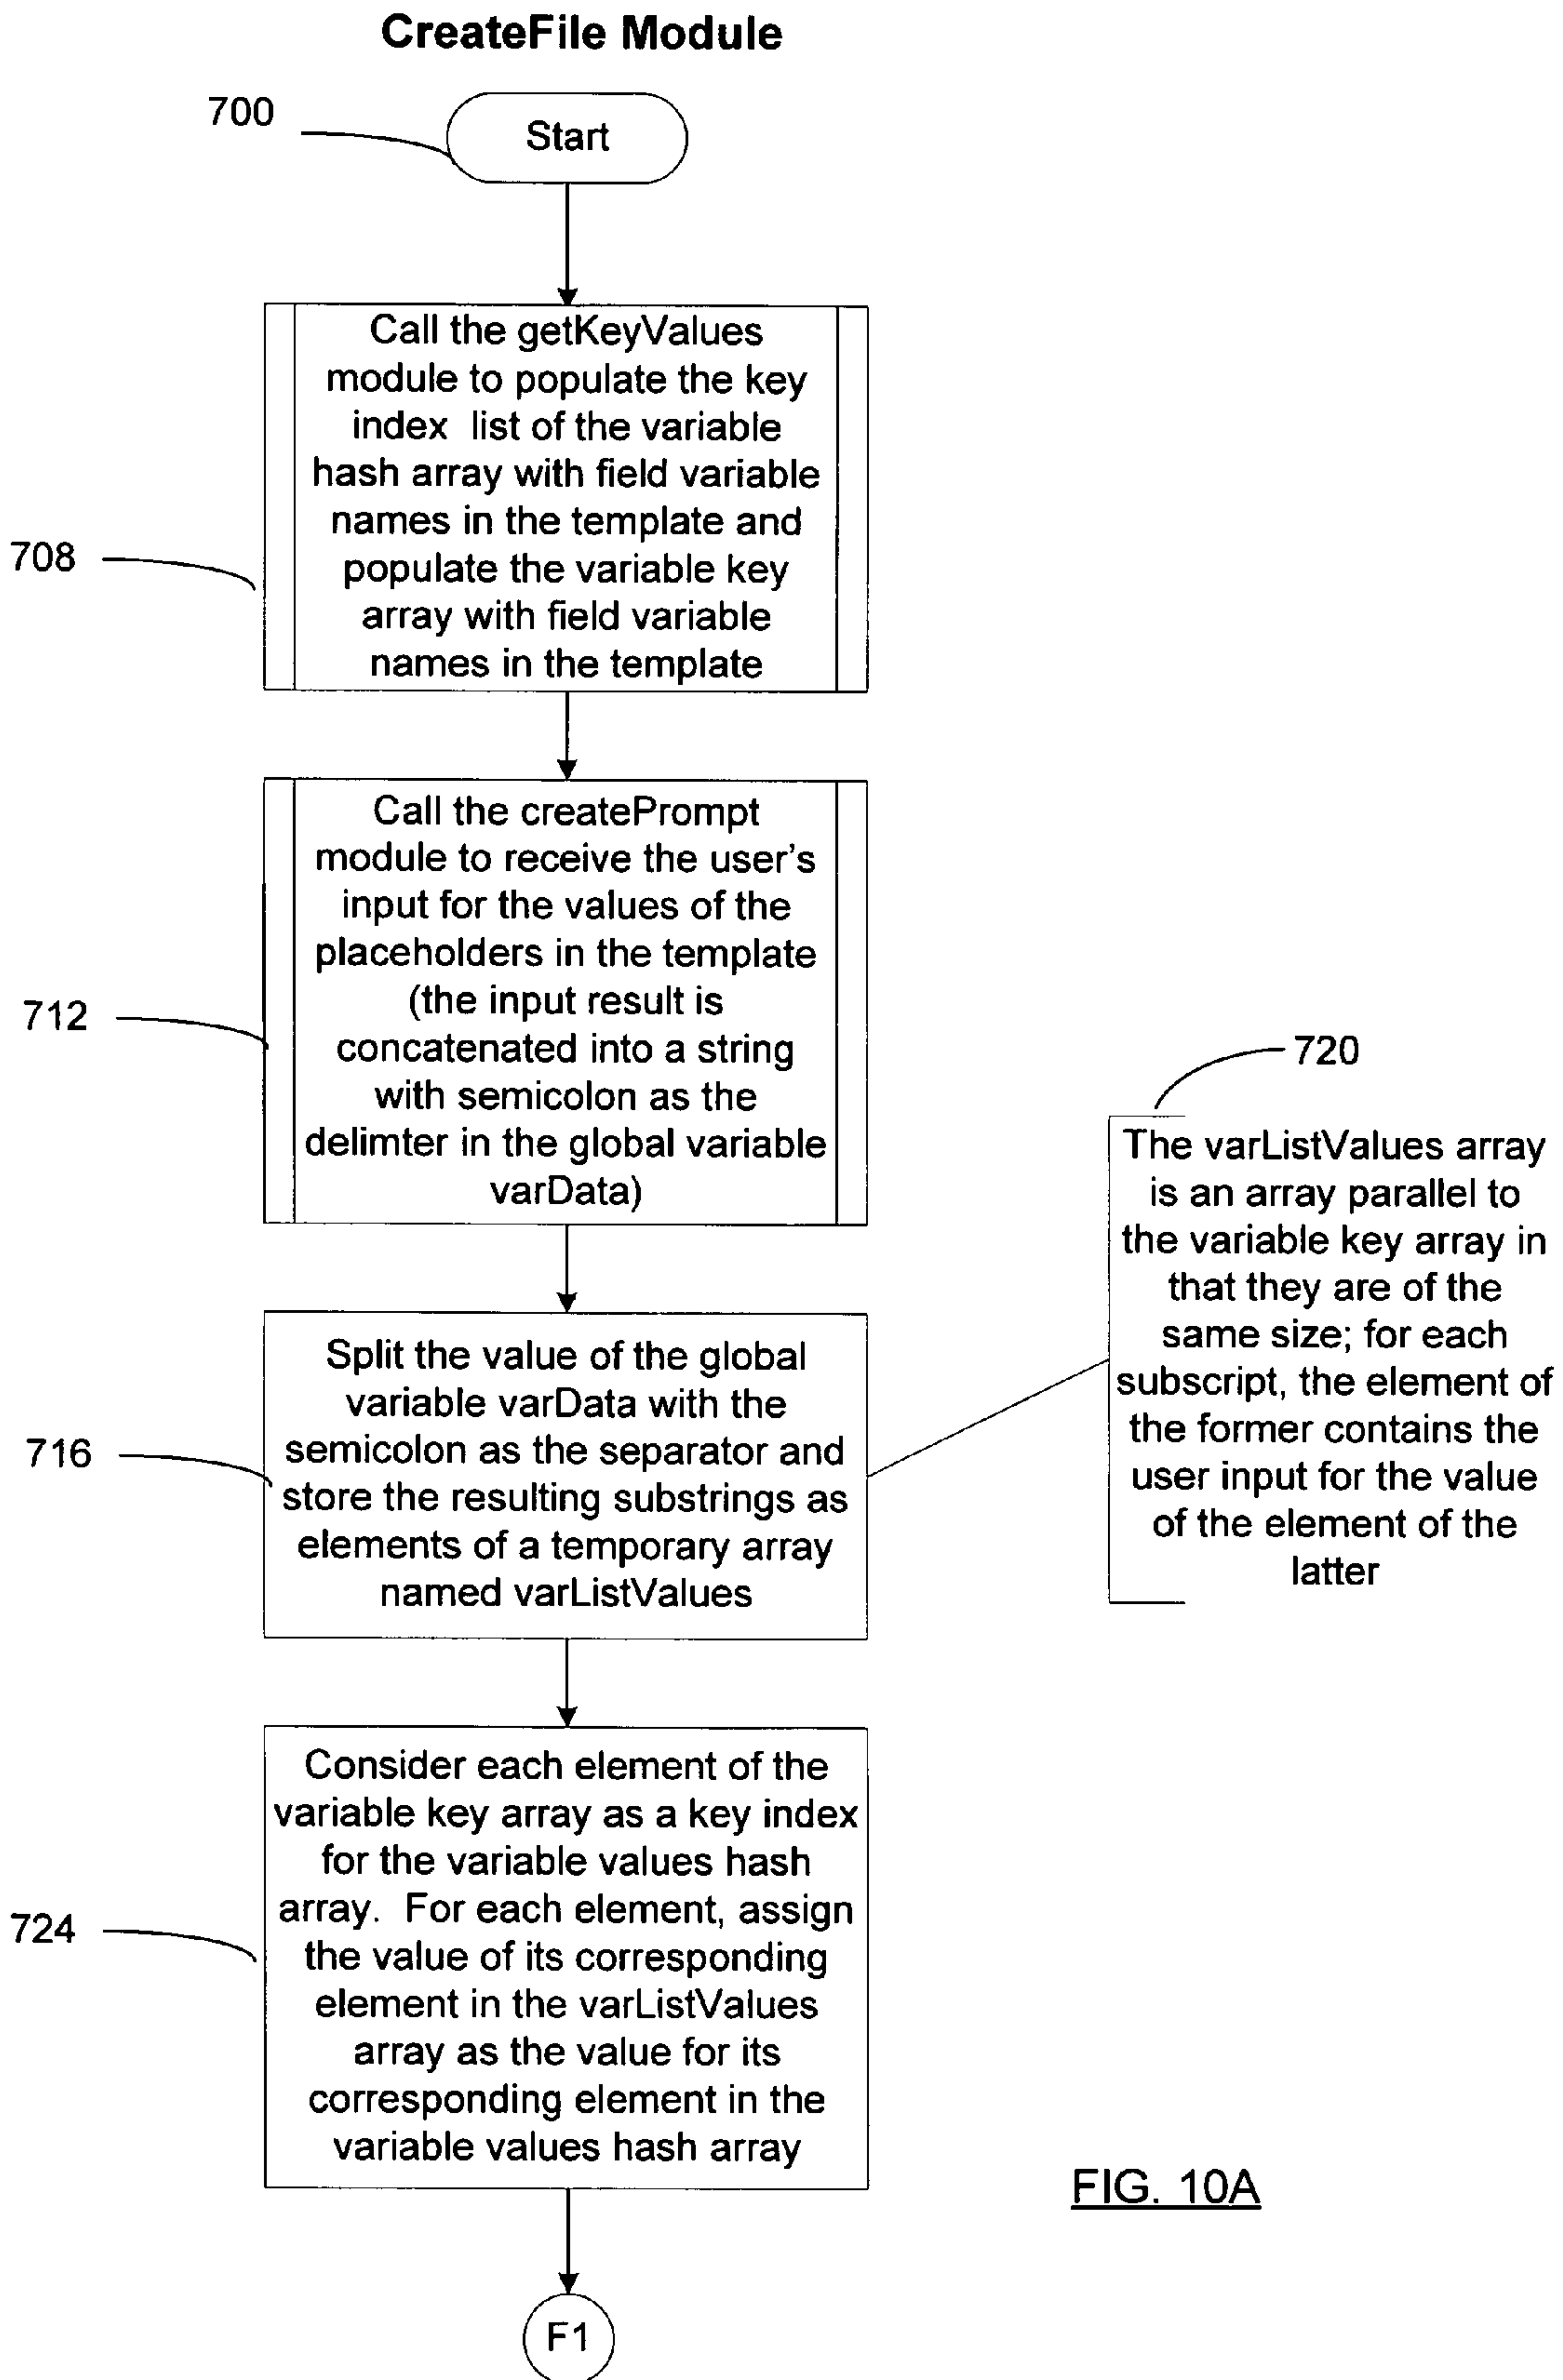 CreateFile Module
700
Start
Call the getKeyValues
module to populate the key
index list of the variable
hash array with field variable
names in the template and
populate the variable key
array with field variable
names in the template
708
Call the createPrompt
module to receive the user's
input for the values of the
placeholders in the template
(the input result is
concatenated into a string
with semicolon as the
delimter in the global variable
varData)
712
720
The varListValues array
is an array parallel to
the variable key array in
that they are of the
same size; for each
subscript, the element of
the former contains the
user input for the value
of the element of the
latter
Split the value of the global
variable varData with the
semicolon as the separator and
store the resulting substrings as
elements of a temporary array
named varListValues
716
Consider each element of the
variable key array as a key index
for the variable values hash
array. For each element, assign
the value of its corresponding
element in the varListValues
array as the value for its
corresponding element in the
variable values hash array
724
F1
FIG. 10A